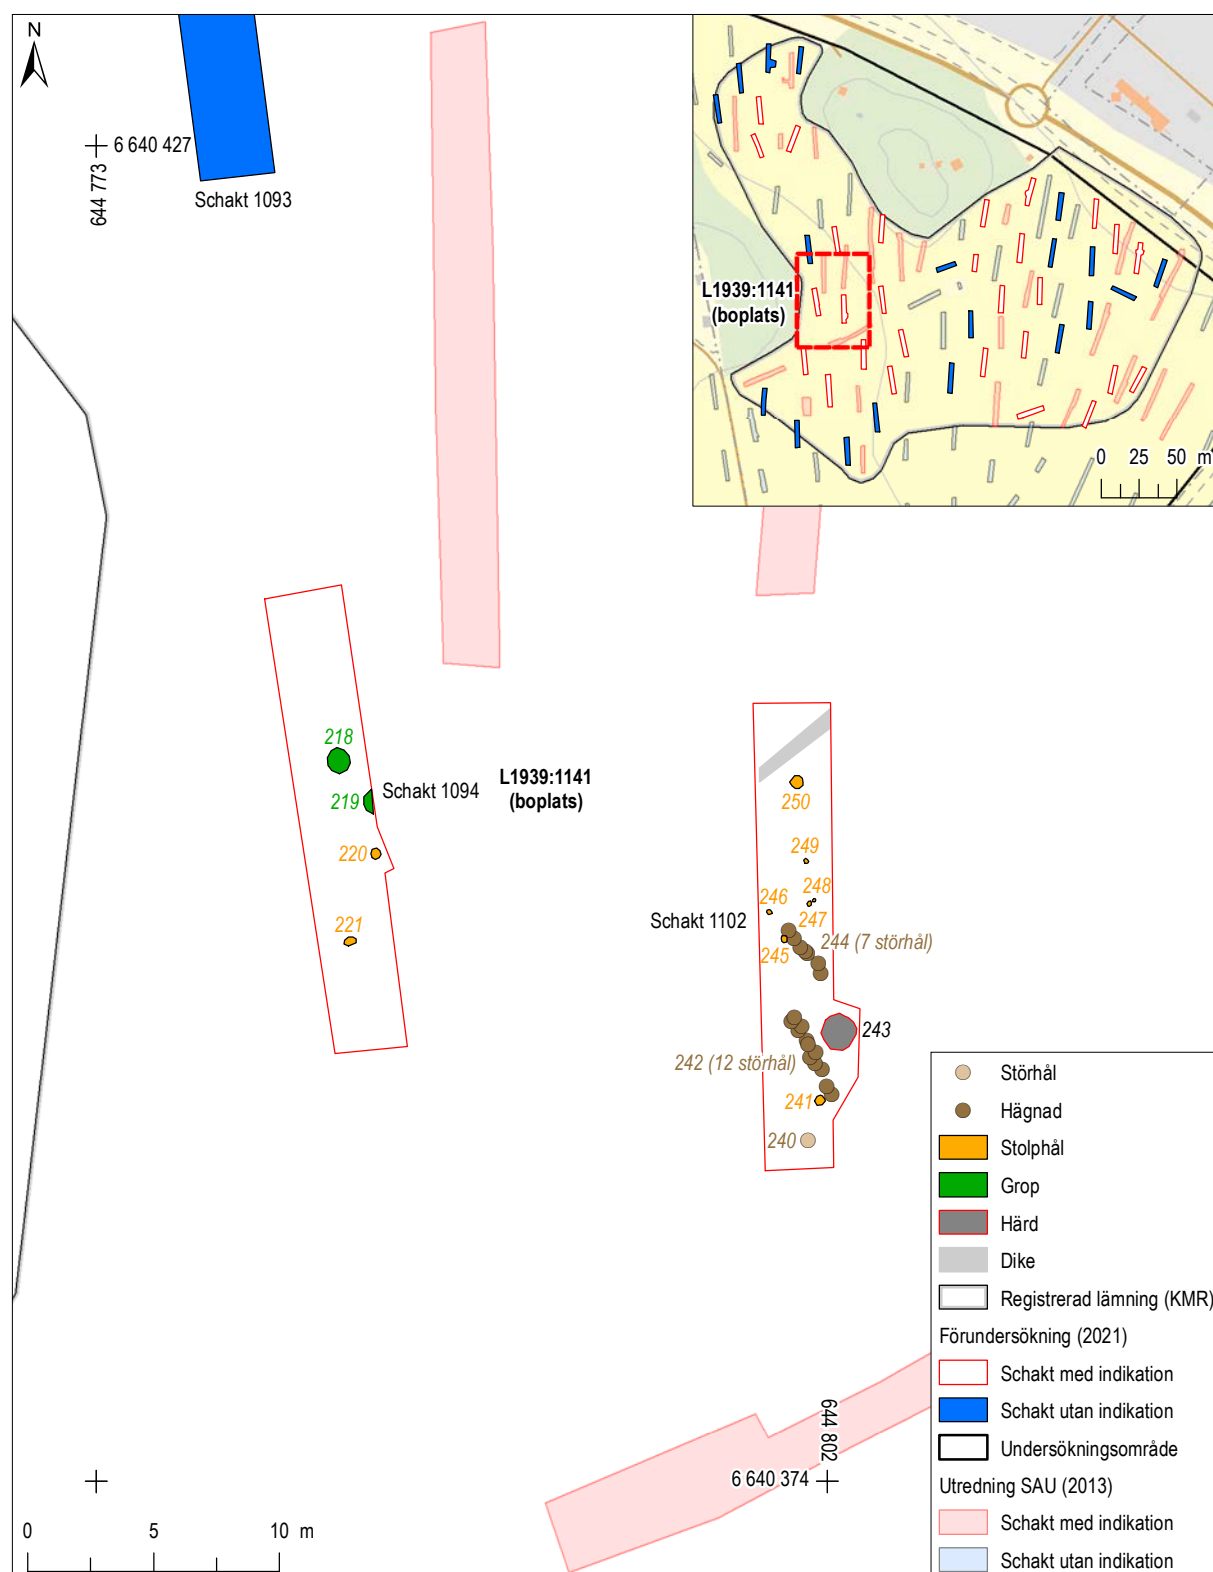 N
6 640 427
644 773
Schakt 1093
L1939:1141
(boplats)
0 25 50 m
218
219
Schakt 1094
220
221
L1939:1141
(boplats)
250
249
248
246
247
Schakt 1102
245
244 (7 störhål)
243
242 (12 störhål)
241
240
Störhål
Hägnad
Stolphål
Grop
Härd
Dike
Registrerad lämning (KMR)
Förundersökning (2021)
Schakt med indikation
Schakt utan indikation
Undersökningsområde
Utredning SAU (2013)
Schakt med indikation
Schakt utan indikation
644 802
6 640 374
0 5 10 m